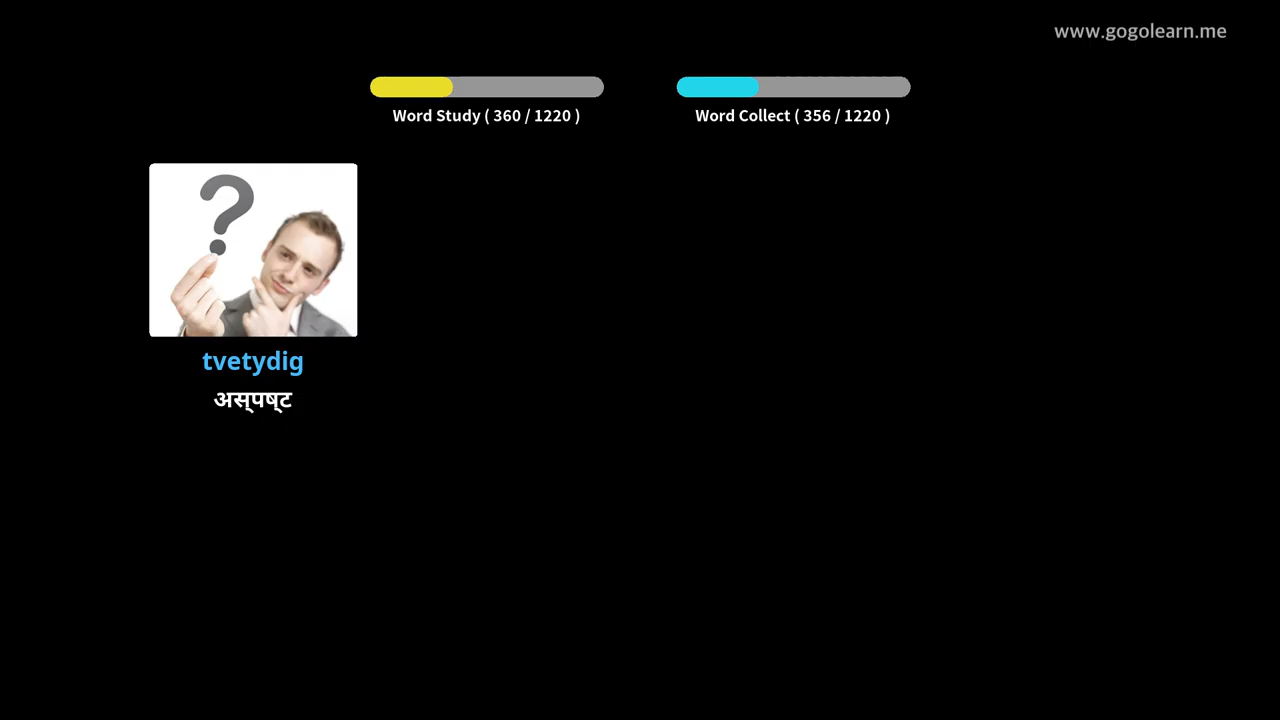 www.gogolearn.me
Word Study ( 360 / 1220 )
Word Collect ( 356 / 1220 )
?
tvetydig
अस्पष्ट